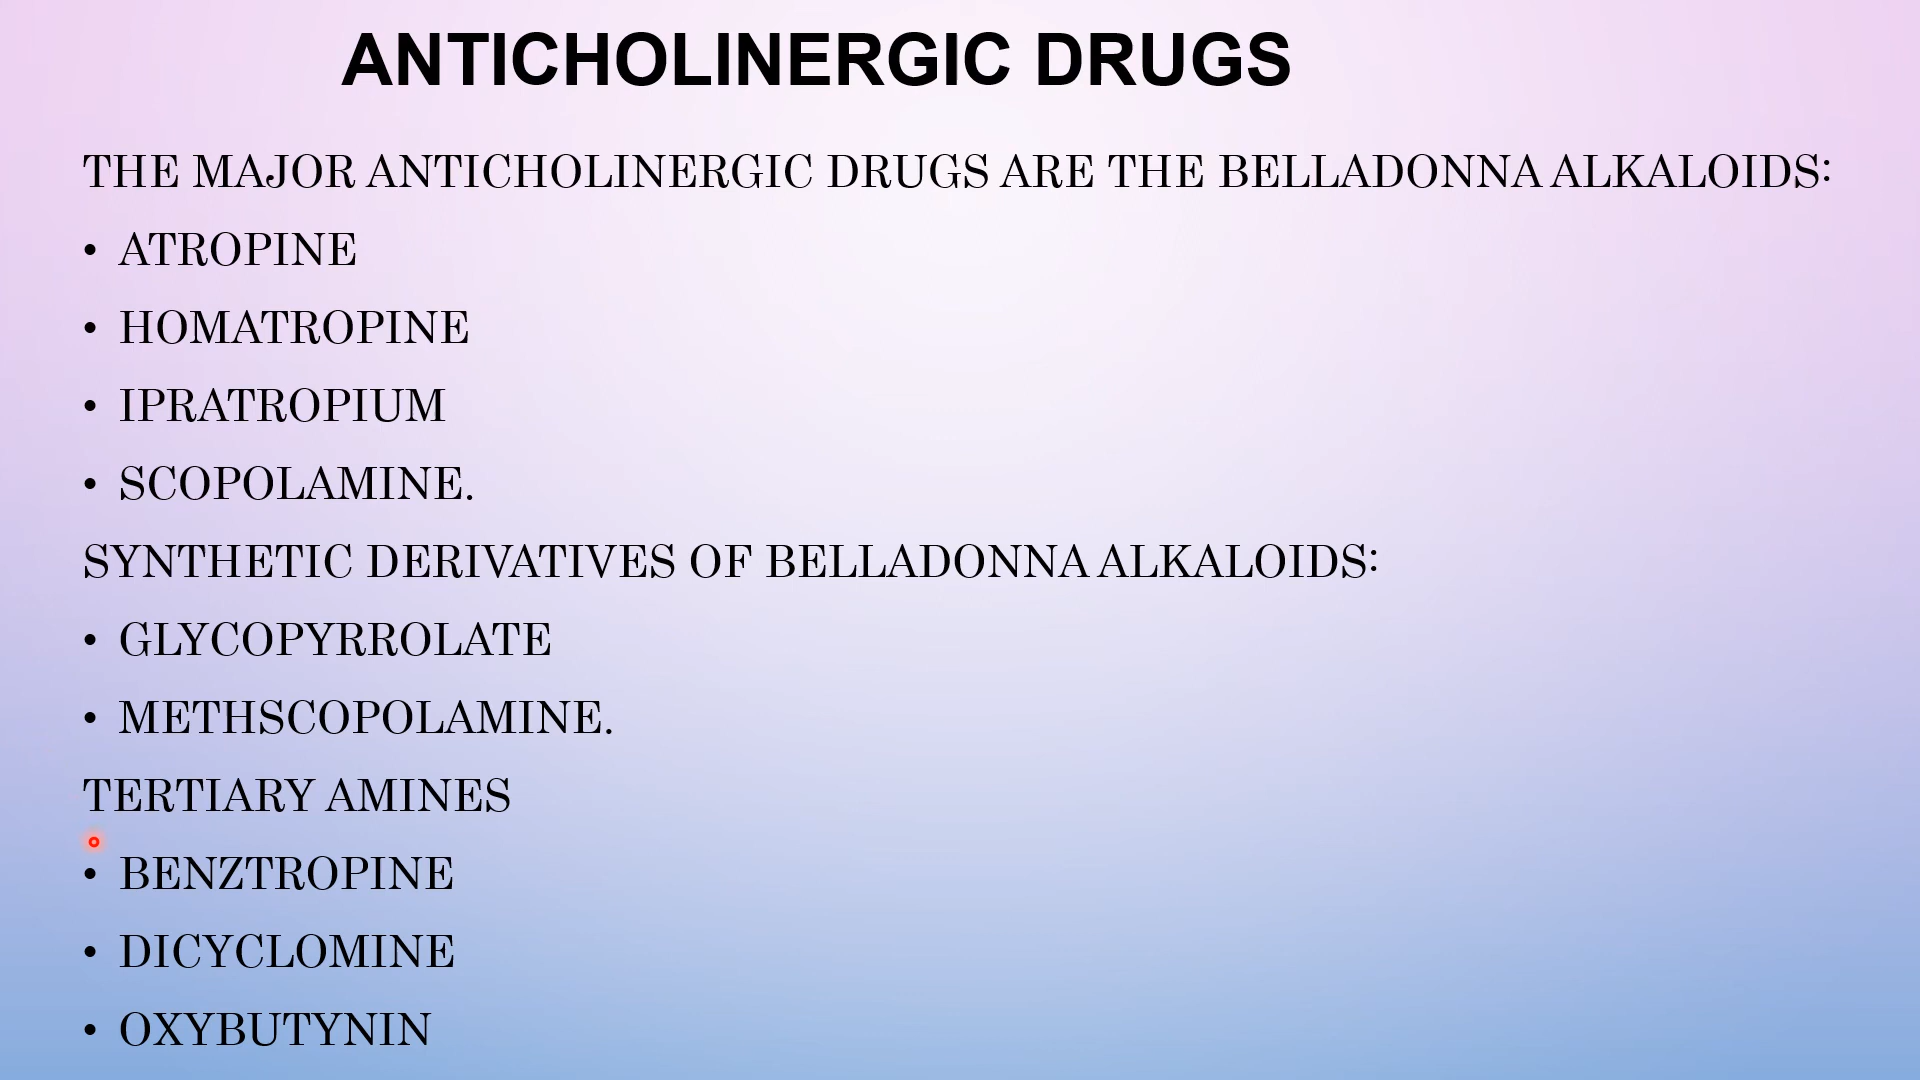 ANTICHOLINERGIC DRUGS
THE MAJOR ANTICHOLINERGIC DRUGS ARE THE BELLADONNA ALKALOIDS:
• ATROPINE
• HOMATROPINE
• IPRATROPIUM
• SCOPOLAMINE.
SYNTHETIC DERIVATIVES OF BELLADONNA ALKALOIDS:
• GLYCOPYRROLATE
• METHSCOPOLAMINE.
TERTIARY AMINES
• BENZTROPINE
• DICYCLOMINE
• OXYBUTYNIN